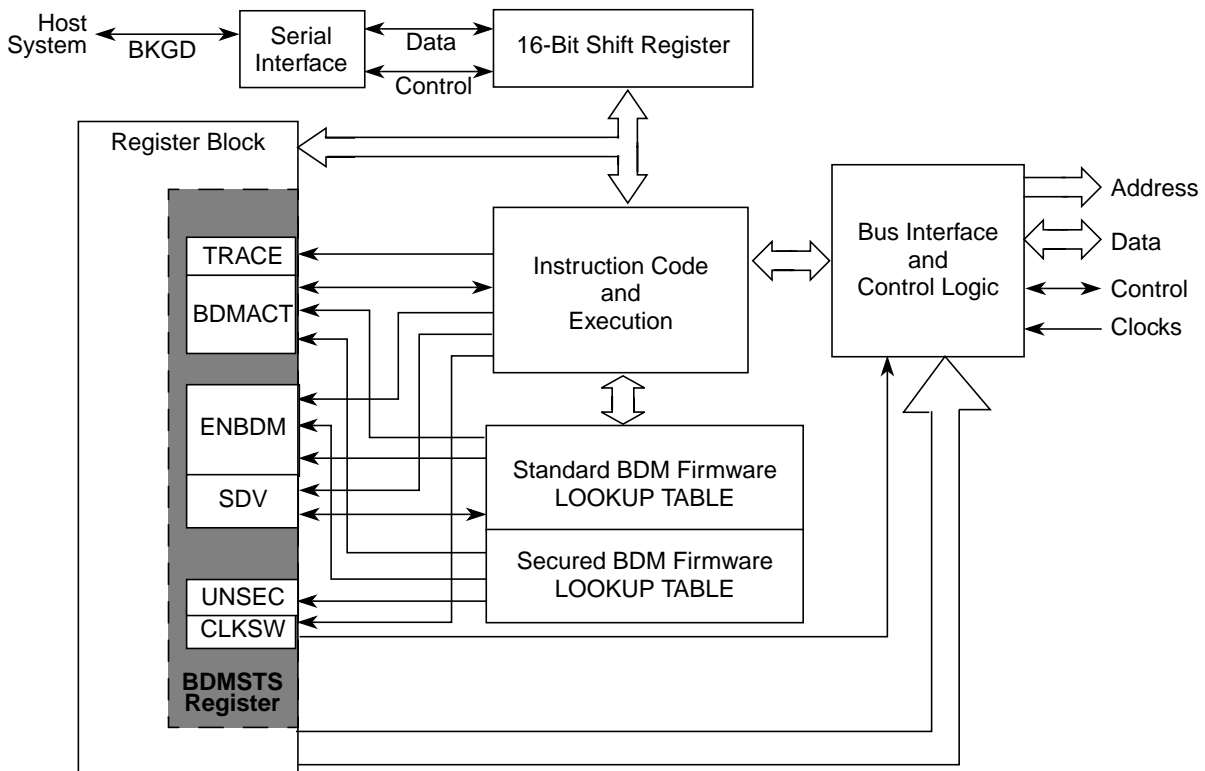 Host
System
BKGD
Serial
Interface
Data
Control
16-Bit Shift Register
Register Block
TRACE
BDMACT
ENBDM
SDV
UNSEC
CLKSW
BDMSTS
Register
Instruction Code
and
Execution
Standard BDM Firmware
LOOKUP TABLE
Secured BDM Firmware
LOOKUP TABLE
Bus Interface
and
Control Logic
Address
Data
Control
Clocks